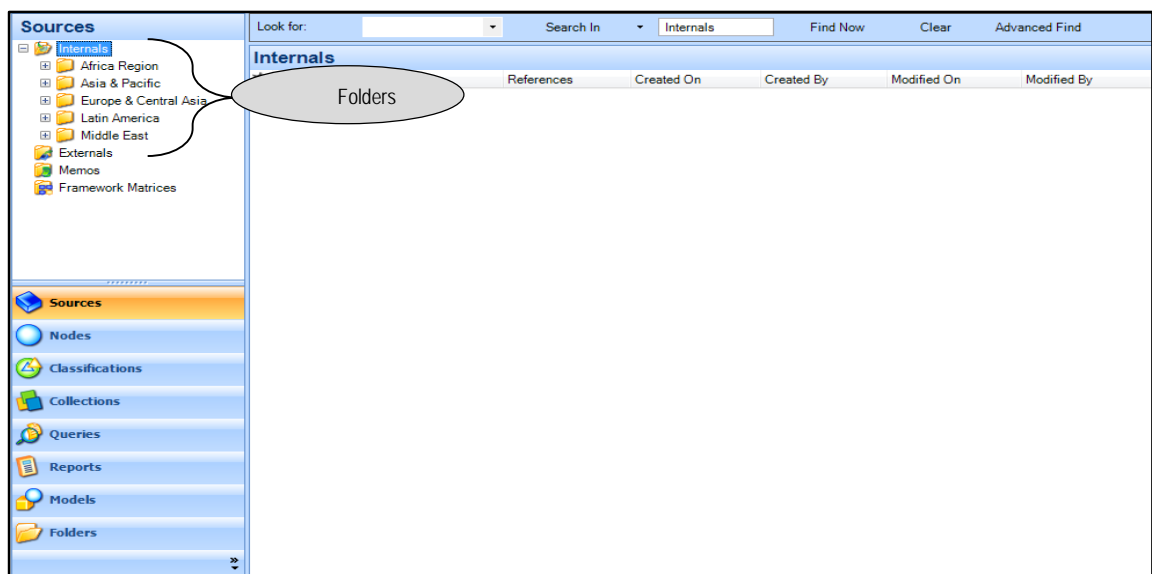 Sources
Look for:
Search In
Internals
Find Now
Clear
Advanced Find
Internals
Africa Region
Asia & Pacific
Europe & Central Asia
Latin America
Middle East
Externals
Memos
Framework Matrices
Folders
Internals
References
Created On
Created By
Modified On
Modified By
Sources
Nodes
Classifications
Collections
Queries
Reports
Models
Folders